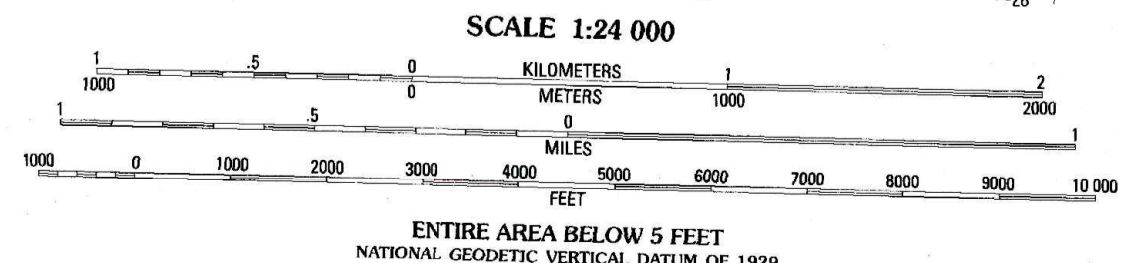 28
SCALE 1:24 000
1 .5 0 KILOMETERS 1 2
1000 0 METERS 1000 2000
1 .5 0 1
MILES
1000 0 1000 2000 3000 4000 5000 6000 7000 8000 9000 10 000
FEET
ENTIRE AREA BELOW 5 FEET
NATIONAL GEODETIC VERTICAL DATUM OF 1929